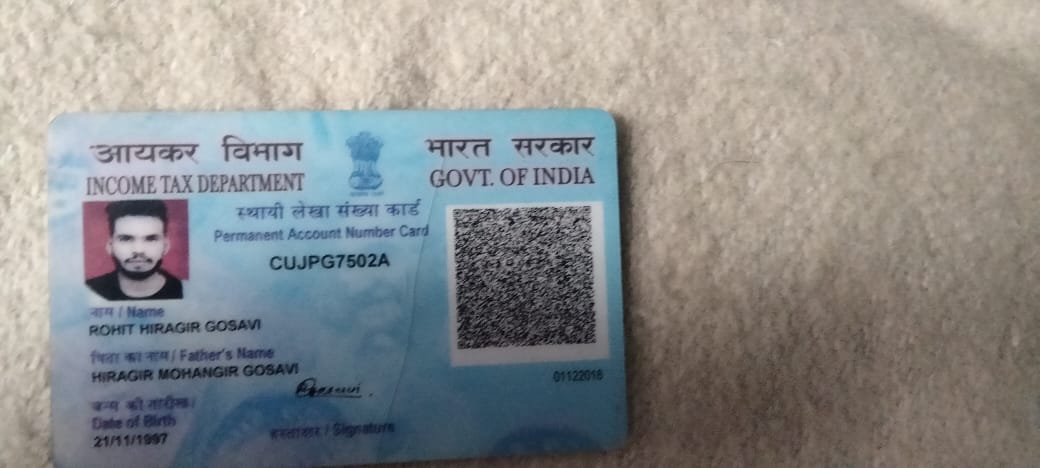 आयकर विभाग
INCOME TAX DEPARTMENT
भारत सरकार
GOVT. OF INDIA
स्थायी लेखा संख्या कार्ड
Permanent Account Number Card
CUJPG7502A
नाम / Name
ROHIT HIRAGIR GOSAVI
पिता का नाम / Father's Name
HIRAGIR MOHANGIR GOSAVI
जन्म की तारीख /
Date of Birth
21/11/1997
हस्ताक्षर / Signature
01122018